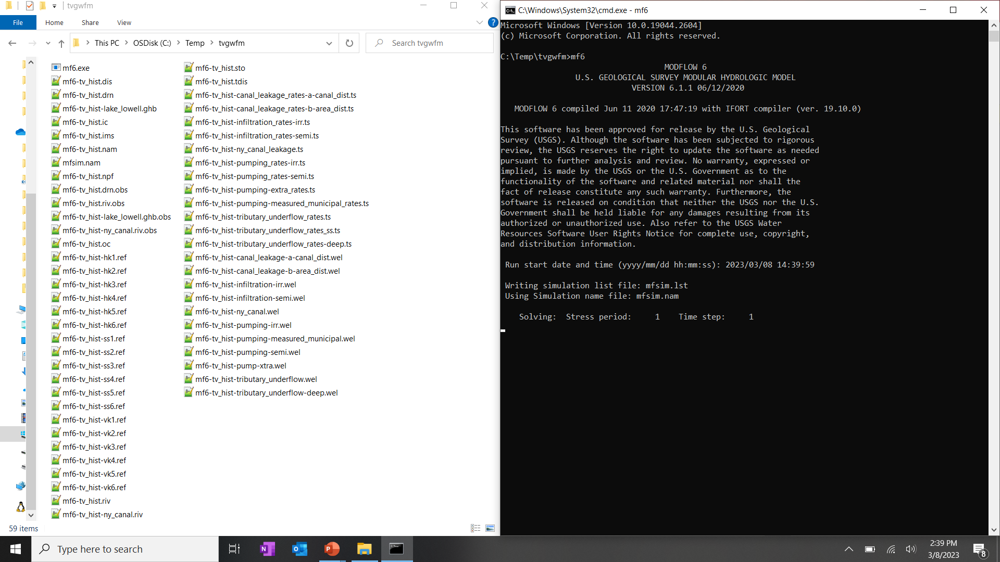 tvgwfm
File
Home
Share
View
?
This PC
OSDisk (C:)
Temp
tvgwfm
Search tvgwfm
mf6.exe
mf6-tv_hist.dis
mf6-tv_hist.drn
mf6-tv_hist-lake_lowell.ghb
mf6-tv_hist.ic
mf6-tv_hist.ims
mf6-tv_hist.nam
mfsim.nam
mf6-tv_hist.npf
mf6-tv_hist.drn.obs
mf6-tv_hist.riv.obs
mf6-tv_hist-lake_lowell.ghb.obs
mf6-tv_hist-ny_canal.riv.obs
mf6-tv_hist.oc
mf6-tv_hist-hk1.ref
mf6-tv_hist-hk2.ref
mf6-tv_hist-hk3.ref
mf6-tv_hist-hk4.ref
mf6-tv_hist-hk5.ref
mf6-tv_hist-hk6.ref
mf6-tv_hist-ss1.ref
mf6-tv_hist-ss2.ref
mf6-tv_hist-ss3.ref
mf6-tv_hist-ss4.ref
mf6-tv_hist-ss5.ref
mf6-tv_hist-ss6.ref
mf6-tv_hist-vk1.ref
mf6-tv_hist-vk2.ref
mf6-tv_hist-vk3.ref
mf6-tv_hist-vk4.ref
mf6-tv_hist-vk5.ref
mf6-tv_hist-vk6.ref
mf6-tv_hist.riv
mf6-tv_hist-ny_canal.riv
mf6-tv_hist.sto
mf6-tv_hist.tdis
mf6-tv_hist-canal_leakage_rates-a-canal_dist.ts
mf6-tv_hist-canal_leakage_rates-b-area_dist.ts
mf6-tv_hist-infiltration_rates-irr.ts
mf6-tv_hist-infiltration_rates-semi.ts
mf6-tv_hist-ny_canal_leakage.ts
mf6-tv_hist-pumping_rates-irr.ts
mf6-tv_hist-pumping_rates-semi.ts
mf6-tv_hist-pumping-extra_rates.ts
mf6-tv_hist-pumping-measured_municipal_rates.ts
mf6-tv_hist-tributary_underflow_rates.ts
mf6-tv_hist-tributary_underflow_rates_ss.ts
mf6-tv_hist-tributary_underflow_rates-deep.ts
mf6-tv_hist-canal_leakage-a-canal_dist.wel
mf6-tv_hist-canal_leakage-b-area_dist.wel
mf6-tv_hist-infiltration-irr.wel
mf6-tv_hist-infiltration-semi.wel
mf6-tv_hist-ny_canal.wel
mf6-tv_hist-pumping-irr.wel
mf6-tv_hist-pumping-measured_municipal.wel
mf6-tv_hist-pumping-semi.wel
mf6-tv_hist-pump-xtra.wel
mf6-tv_hist-tributary_underflow.wel
mf6-tv_hist-tributary_underflow-deep.wel
59 items
C:\Windows\System32\cmd.exe - mf6
Microsoft Windows [Version 10.0.19044.2604]
(c) Microsoft Corporation. All rights reserved.
C:\Temp\tvgwfm>mf6
MODFLOW 6
U.S. GEOLOGICAL SURVEY MODULAR HYDROLOGIC MODEL
VERSION 6.1.1 06/12/2020
MODFLOW 6 compiled Jun 11 2020 17:47:19 with IFORT compiler (ver. 19.10.0)
This software has been approved for release by the U.S. Geological
Survey (USGS). Although the software has been subjected to rigorous
review, the USGS reserves the right to update the software as needed
pursuant to further analysis and review. No warranty, expressed or
implied, is made by the USGS or the U.S. Government as to the
functionality of the software and related material nor shall the
fact of release constitute any such warranty. Furthermore, the
software is released on condition that neither the USGS nor the U.S.
Government shall be held liable for any damages resulting from its
authorized or unauthorized use. Also refer to the USGS Water
Resources Software User Rights Notice for complete use, copyright,
and distribution information.
Run start date and time (yyyy/mm/dd hh:mm:ss): 2023/03/08 14:39:59
Writing simulation list file: mfsim.lst
Using Simulation name file: mfsim.nam
Solving:  Stress period:     1    Time step:     1
Type here to search
2:39 PM
3/8/2023
8